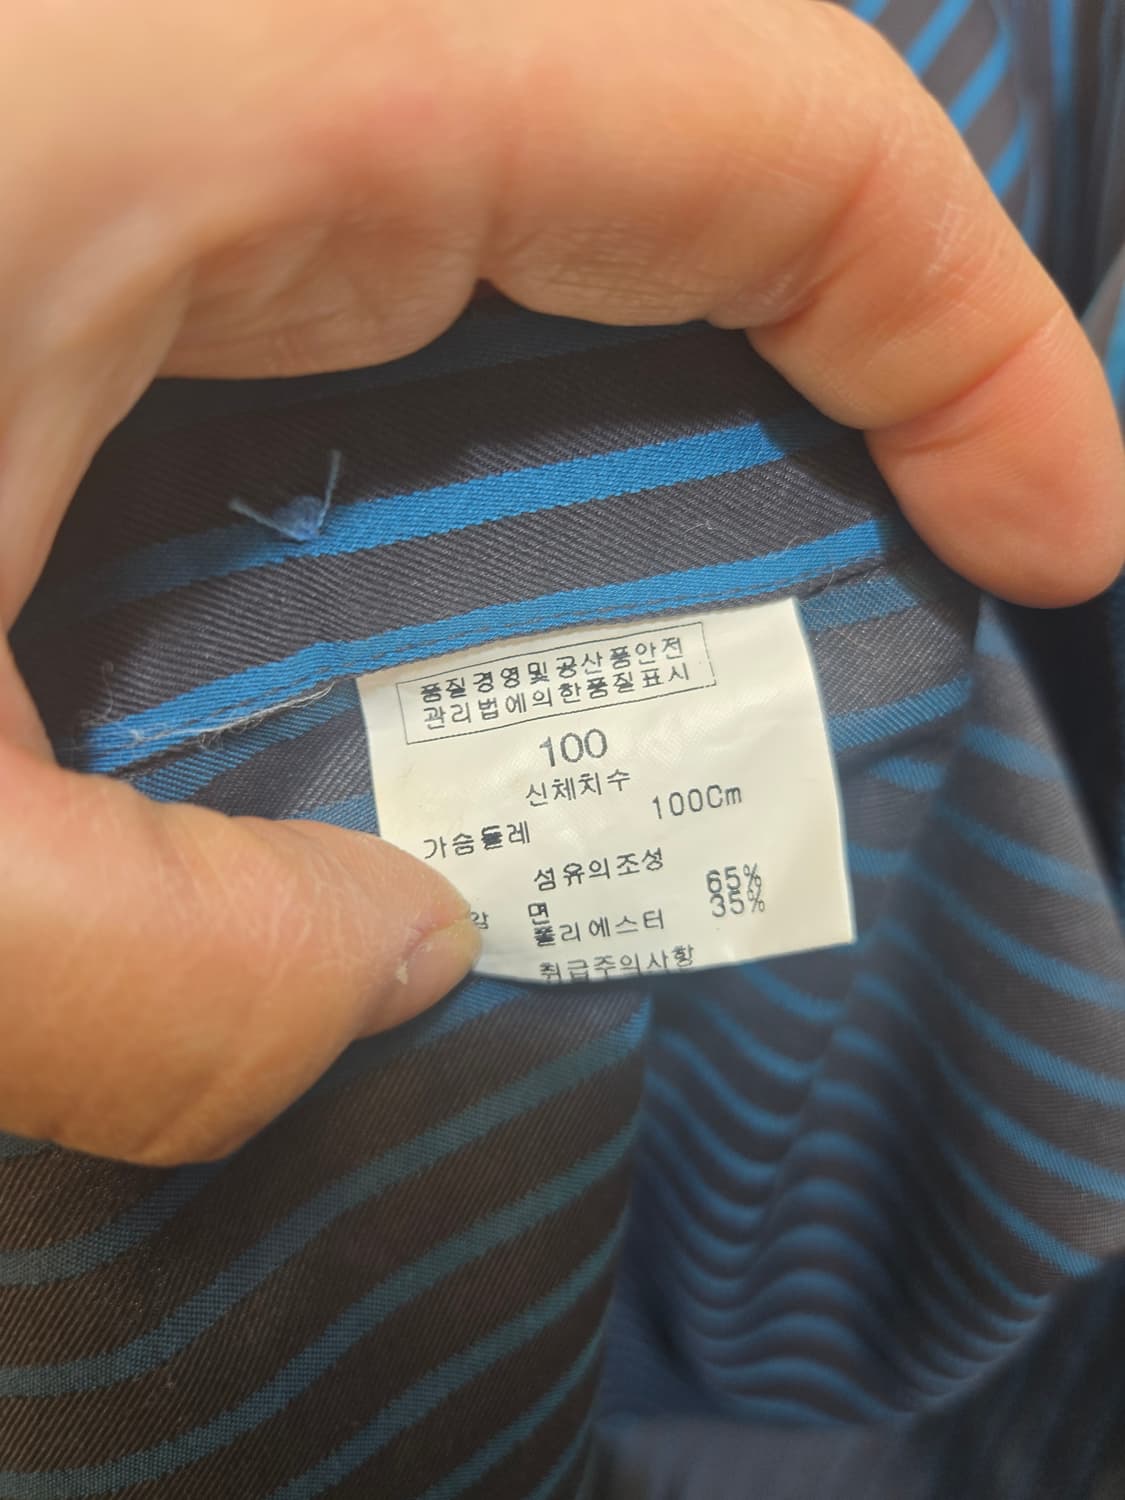 품질경영및공산품안전
관리법에의한품질표시
100
신체치수
가슴둘레 100Cm
섬유의조성
면 65%
폴리에스터 35%
취급주의사항